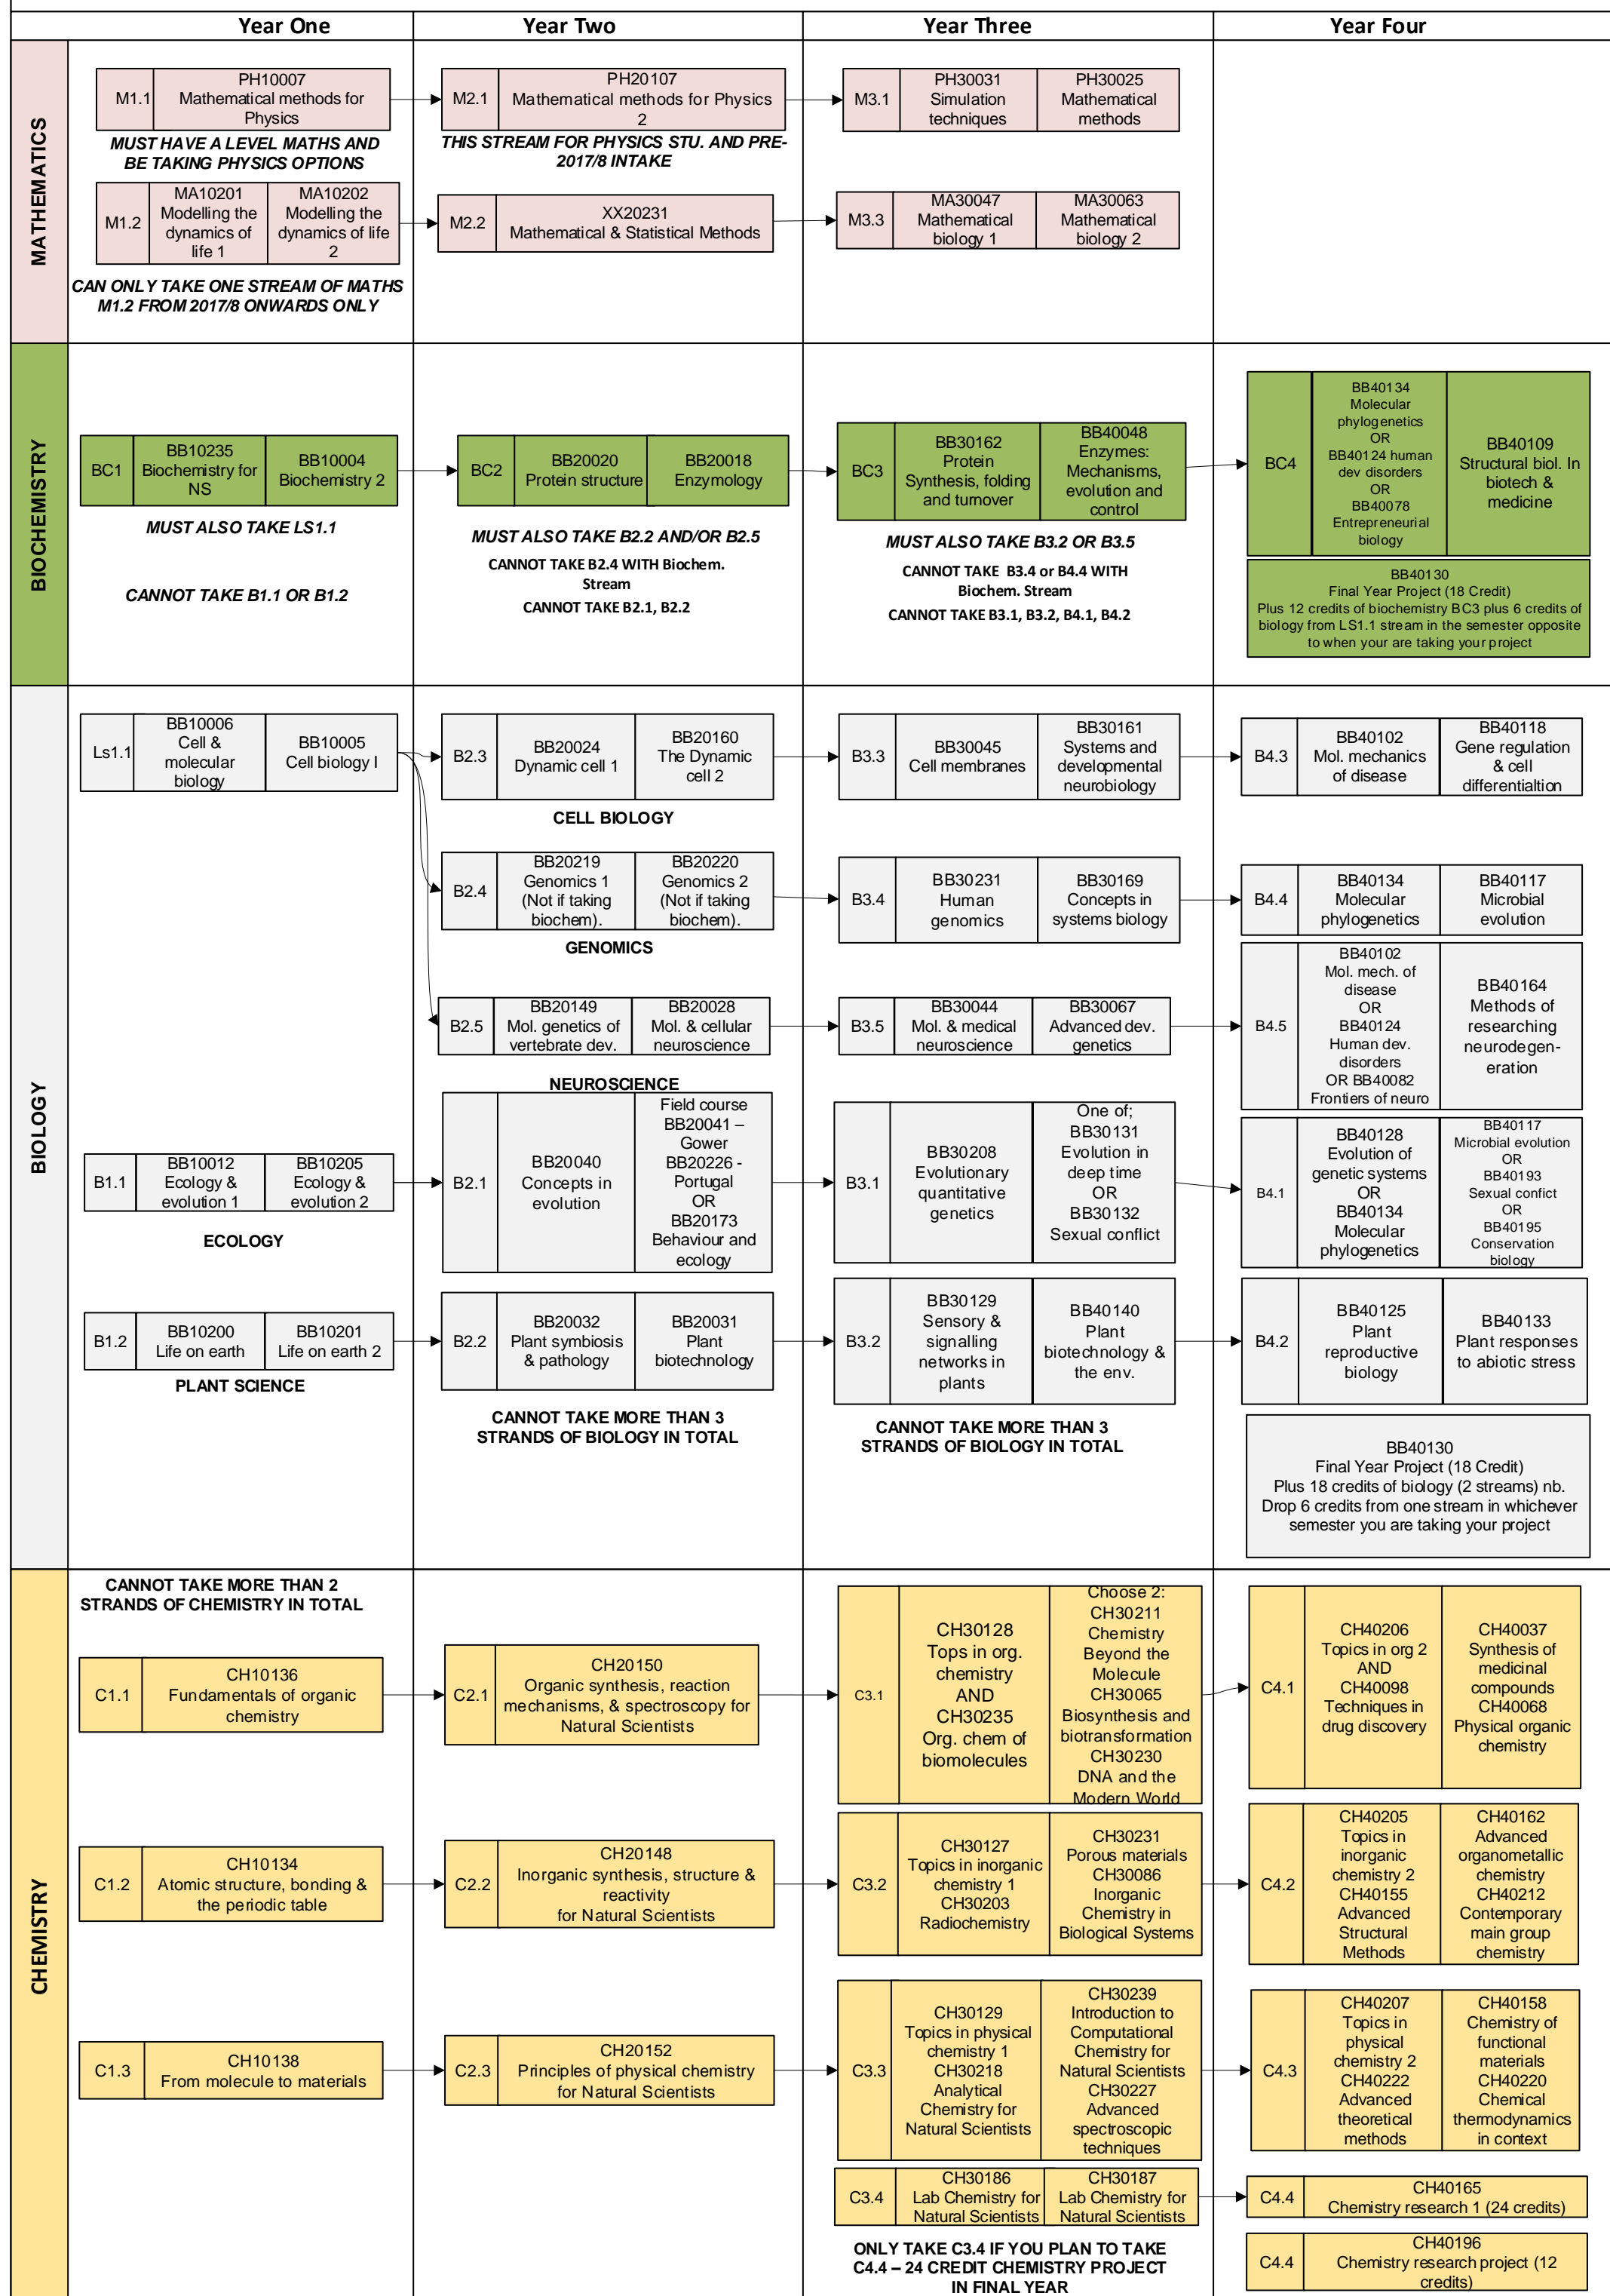 Year One
Year Two
Year Three
Year Four
MATHEMATICS
M1.1
PH10007
Mathematical methods for
Physics
M2.1
PH20107
Mathematical methods for Physics
2
M3.1
PH30031
Simulation
techniques
PH30025
Mathematical
methods
MUST HAVE A LEVEL MATHS AND
BE TAKING PHYSICS OPTIONS
THIS STREAM FOR PHYSICS STU. AND PRE-
2017/8 INTAKE
M1.2
MA10201
Modelling the
dynamics of
life 1
MA10202
Modelling the
dynamics of life
2
M2.2
XX20231
Mathematical & Statistical Methods
M3.3
MA30047
Mathematical
biology 1
MA30063
Mathematical
biology 2
CAN ONLY TAKE ONE STREAM OF MATHS
M1.2 FROM 2017/8 ONWARDS ONLY
BIOCHEMISTRY
BC1
BB10235
Biochemistry for
NS
BB10004
Biochemistry 2
BC2
BB20020
Protein structure
BB20018
Enzymology
BC3
BB30162
Protein
Synthesis, folding
and turnover
BB40048
Enzymes:
Mechanisms,
evolution and
control
BC4
BB40134
Molecular
phylogenetics
OR
BB40124 human
dev disorders
OR
BB40078
Entrepreneurial
biology
BB40109
Structural biol. In
biotech &
medicine
MUST ALSO TAKE LS1.1
CANNOT TAKE B1.1 OR B1.2
MUST ALSO TAKE B2.2 AND/OR B2.5
CANNOT TAKE B2.4 WITH Biochem.
Stream
CANNOT TAKE B2.1, B2.2
MUST ALSO TAKE B3.2 OR B3.5
CANNOT TAKE B3.4 or B4.4 WITH
Biochem. Stream
CANNOT TAKE B3.1, B3.2, B4.1, B4.2
BB40130
Final Year Project (18 Credit)
Plus 12 credits of biochemistry BC3 plus 6 credits of
biology from LS1.1 stream in the semester opposite
to when your are taking your project
BIOLOGY
Ls1.1
BB10006
Cell &
molecular
biology
BB10005
Cell biology I
B2.3
BB20024
Dynamic cell 1
BB20160
The Dynamic
cell 2
B3.3
BB30045
Cell membranes
BB30161
Systems and
developmental
neurobiology
B4.3
BB40102
Mol. mechanics
of disease
BB40118
Gene regulation
& cell
differentialtion
CELL BIOLOGY
B2.4
BB20219
Genomics 1
(Not if taking
biochem).
BB20220
Genomics 2
(Not if taking
biochem).
B3.4
BB30231
Human
genomics
BB30169
Concepts in
systems biology
B4.4
BB40134
Molecular
phylogenetics
BB40117
Microbial
evolution
GENOMICS
B2.5
BB20149
Mol. genetics of
vertebrate dev.
BB20028
Mol. & cellular
neuroscience
B3.5
BB30044
Mol. & medical
neuroscience
BB30067
Advanced dev.
genetics
B4.5
BB40102
Mol. mech. of
disease
OR
BB40124
Human dev.
disorders
OR BB40082
Frontiers of neuro
BB40164
Methods of
researching
neurodegen-
eration
NEUROSCIENCE
B1.1
BB10012
Ecology &
evolution 1
BB10205
Ecology &
evolution 2
B2.1
BB20040
Concepts in
evolution
Field course
BB20041 –
Gower
BB20226 -
Portugal
OR
BB20173
Behaviour and
ecology
B3.1
BB30208
Evolutionary
quantitative
genetics
One of;
BB30131
Evolution in
deep time
OR
BB30132
Sexual conflict
B4.1
BB40128
Evolution of
genetic systems
OR
BB40134
Molecular
phylogenetics
BB40117
Microbial evolution
OR
BB40193
Sexual confict
OR
BB40195
Conservation
biology
ECOLOGY
B1.2
BB10200
Life on earth
BB10201
Life on earth 2
B2.2
BB20032
Plant symbiosis
& pathology
BB20031
Plant
biotechnology
B3.2
BB30129
Sensory &
signalling
networks in
plants
BB40140
Plant
biotechnology &
the env.
B4.2
BB40125
Plant
reproductive
biology
BB40133
Plant responses
to abiotic stress
PLANT SCIENCE
CANNOT TAKE MORE THAN 3
STRANDS OF BIOLOGY IN TOTAL
CANNOT TAKE MORE THAN 3
STRANDS OF BIOLOGY IN TOTAL
BB40130
Final Year Project (18 Credit)
Plus 18 credits of biology (2 streams) nb.
Drop 6 credits from one stream in whichever
semester you are taking your project
CHEMISTRY
CANNOT TAKE MORE THAN 2
STRANDS OF CHEMISTRY IN TOTAL
C1.1
CH10136
Fundamentals of organic
chemistry
C2.1
CH20150
Organic synthesis, reaction
mechanisms, & spectroscopy for
Natural Scientists
C3.1
CH30128
Tops in org.
chemistry
AND
CH30235
Org. chem of
biomolecules
Choose 2:
CH30211
Chemistry
Beyond the
Molecule
CH30065
Biosynthesis and
biotransformation
CH30230
DNA and the
Modern World
C4.1
CH40206
Topics in org 2
AND
CH40098
Techniques in
drug discovery
CH40037
Synthesis of
medicinal
compounds
CH40068
Physical organic
chemistry
C1.2
CH10134
Atomic structure, bonding &
the periodic table
C2.2
CH20148
Inorganic synthesis, structure &
reactivity
for Natural Scientists
C3.2
CH30127
Topics in inorganic
chemistry 1
CH30203
Radiochemistry
CH30231
Porous materials
CH30086
Inorganic
Chemistry in
Biological Systems
C4.2
CH40205
Topics in
inorganic
chemistry 2
CH40155
Advanced
Structural
Methods
CH40162
Advanced
organometallic
chemistry
CH40212
Contemporary
main group
chemistry
C1.3
CH10138
From molecule to materials
C2.3
CH20152
Principles of physical chemistry
for Natural Scientists
C3.3
CH30129
Topics in physical
chemistry 1
CH30218
Analytical
Chemistry for
Natural Scientists
CH30239
Introduction to
Computational
Chemistry for
Natural Scientists
CH30227
Advanced
spectroscopic
techniques
C4.3
CH40207
Topics in
physical
chemistry 2
CH40222
Advanced
theoretical
methods
CH40158
Chemistry of
functional
materials
CH40220
Chemical
thermodynamics
in context
C3.4
CH30186
Lab Chemistry for
Natural Scientists
CH30187
Lab Chemistry for
Natural Scientists
C4.4
CH40165
Chemistry research 1 (24 credits)
ONLY TAKE C3.4 IF YOU PLAN TO TAKE
C4.4 – 24 CREDIT CHEMISTRY PROJECT
IN FINAL YEAR
C4.4
CH40196
Chemistry research project (12
credits)